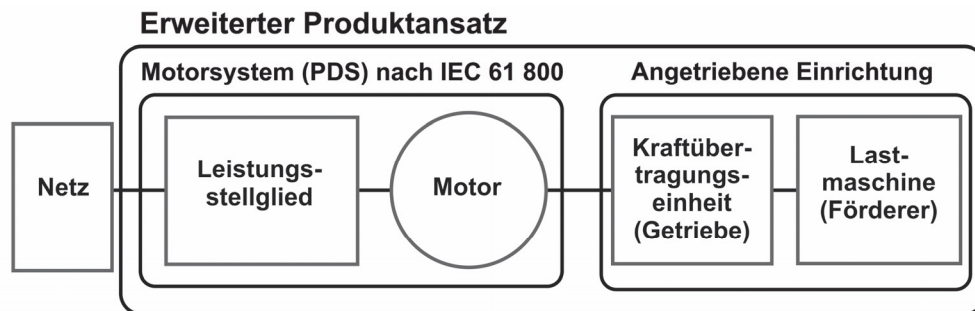 Erweiterter Produktansatz
Motorsystem (PDS) nach IEC 61 800
Angetriebene Einrichtung
Netz
Leistungs-
stellglied
Motor
Kraftüber-
tragungs-
einheit
(Getriebe)
Last-
maschine
(Förderer)